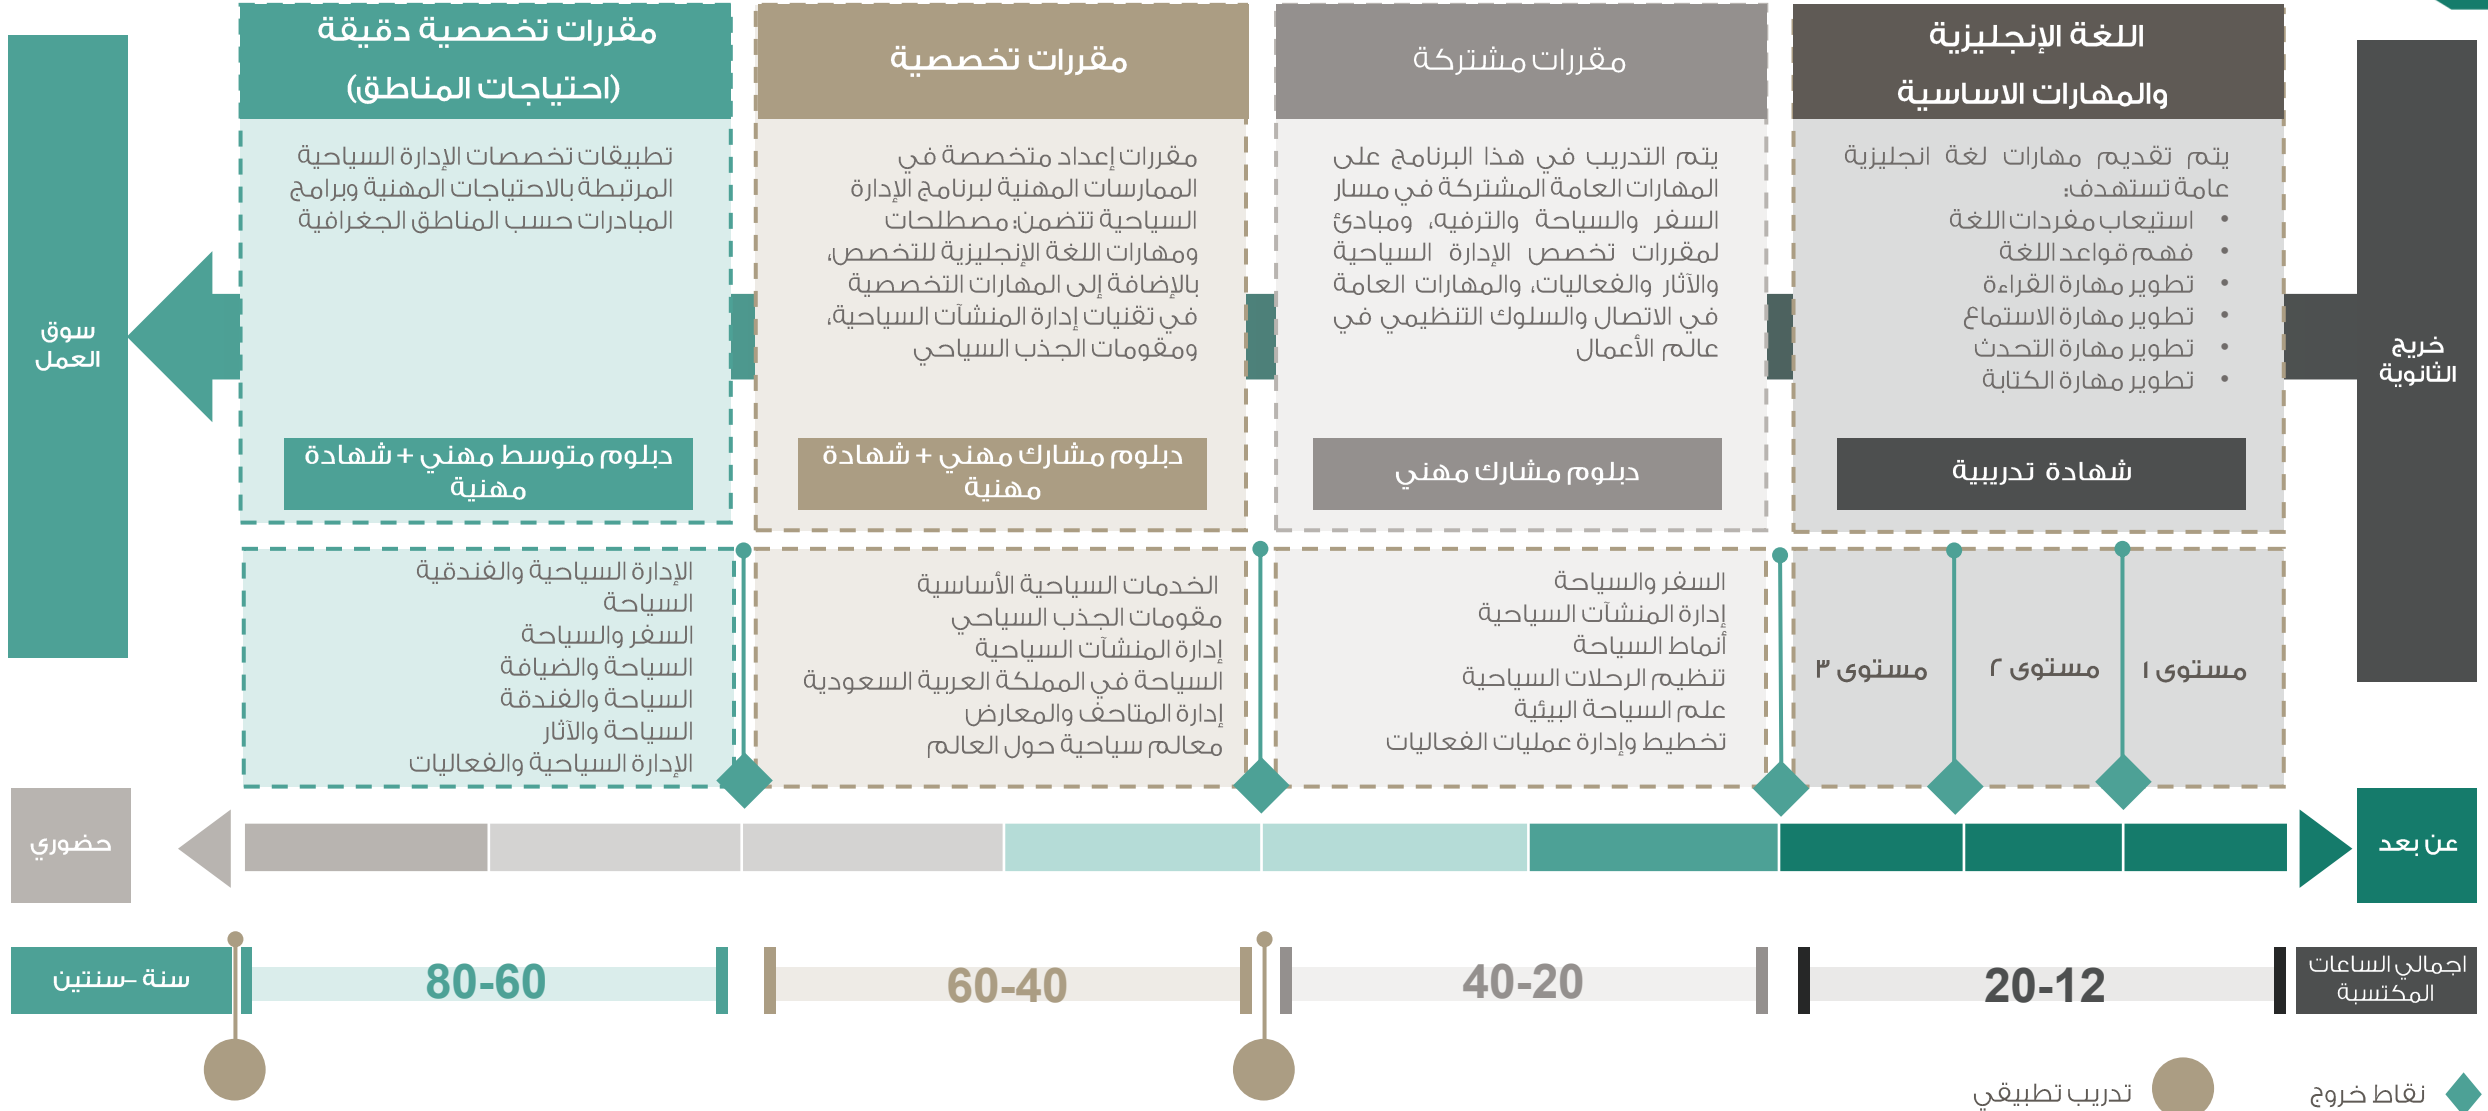 خريج
الثانوية
اللغة الإنجليزية
والمهارات الاساسية
يتم تقديم مهارات لغة انجليزية
عامة تستهدف:
• استيعاب مفردات اللغة
• فهم قواعد اللغة
• تطوير مهارة القراءة
• تطوير مهارة الاستماع
• تطوير مهارة التحدث
• تطوير مهارة الكتابة
شهادة تدريبية
مقررات مشتركة
يتم التدريب في هذا البرنامج على
المهارات العامة المشتركة في مسار
السفر والسياحة والترفيه، ومبادئ
لمقررات تخصص الإدارة السياحية
والآثار والفعاليات، والمهارات العامة
في الاتصال والسلوك التنظيمي في
عالم الأعمال
دبلوم مشارك مهني
مقررات تخصصية
مقررات إعداد متخصصة في
الممارسات المهنية لبرنامج الإدارة
السياحية تتضمن: مصطلحات
ومهارات اللغة الإنجليزية للتخصص،
بالإضافة إلى المهارات التخصصية
في تقنيات إدارة المنشآت السياحية،
ومقومات الجذب السياحي
دبلوم مشارك مهني + شهادة
مهنية
مقررات تخصصية دقيقة
(احتياجات المناطق)
تطبيقات تخصصات الإدارة السياحية
المرتبطة بالاحتياجات المهنية وبرامج
المبادرات حسب المناطق الجغرافية
دبلوم متوسط مهني + شهادة
مهنية
سوق
العمل
مستوى ١
مستوى ٢
مستوى ٣
السفر والسياحة
إدارة المنشآت السياحية
أنماط السياحة
تنظيم الرحلات السياحية
علم السياحة البيئية
تخطيط وإدارة عمليات الفعاليات
الخدمات السياحية الأساسية
مقومات الجذب السياحي
إدارة المنشآت السياحية
السياحة في المملكة العربية السعودية
إدارة المتاحف والمعارض
معالم سياحية حول العالم
الإدارة السياحية والفندقية
السياحة
السفر والسياحة
السياحة والضيافة
السياحة والفندقة
السياحة والآثار
الإدارة السياحية والفعاليات
عن بعد
حضوري
اجمالي الساعات
المكتسبة
20-12
40-20
60-40
80-60
سنة –سنتين
نقاط خروج
تدريب تطبيقي